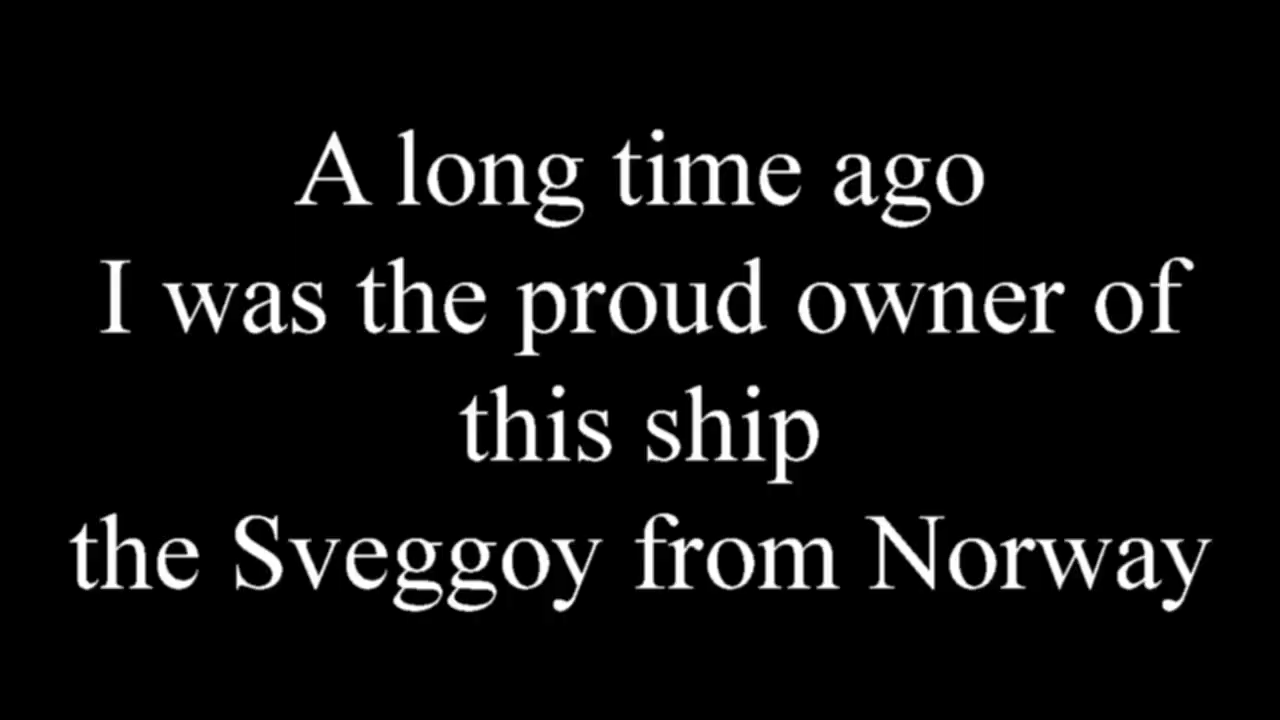 A long time ago
I was the proud owner of
this ship
the Sveggoy from Norway